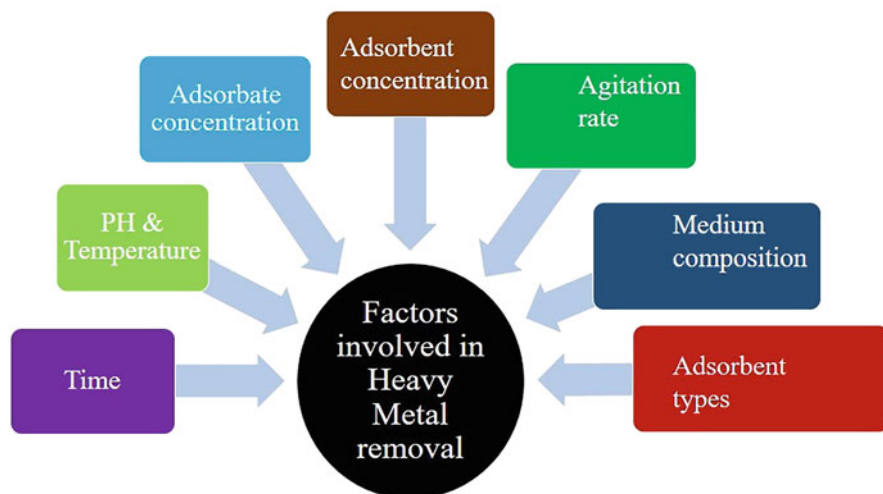 Adsorbent
concentration
Adsorbate
concentration
Agitation
rate
PH &
Temperature
Medium
composition
Time
Adsorbent
types
Factors
involved in
Heavy
Metal
removal